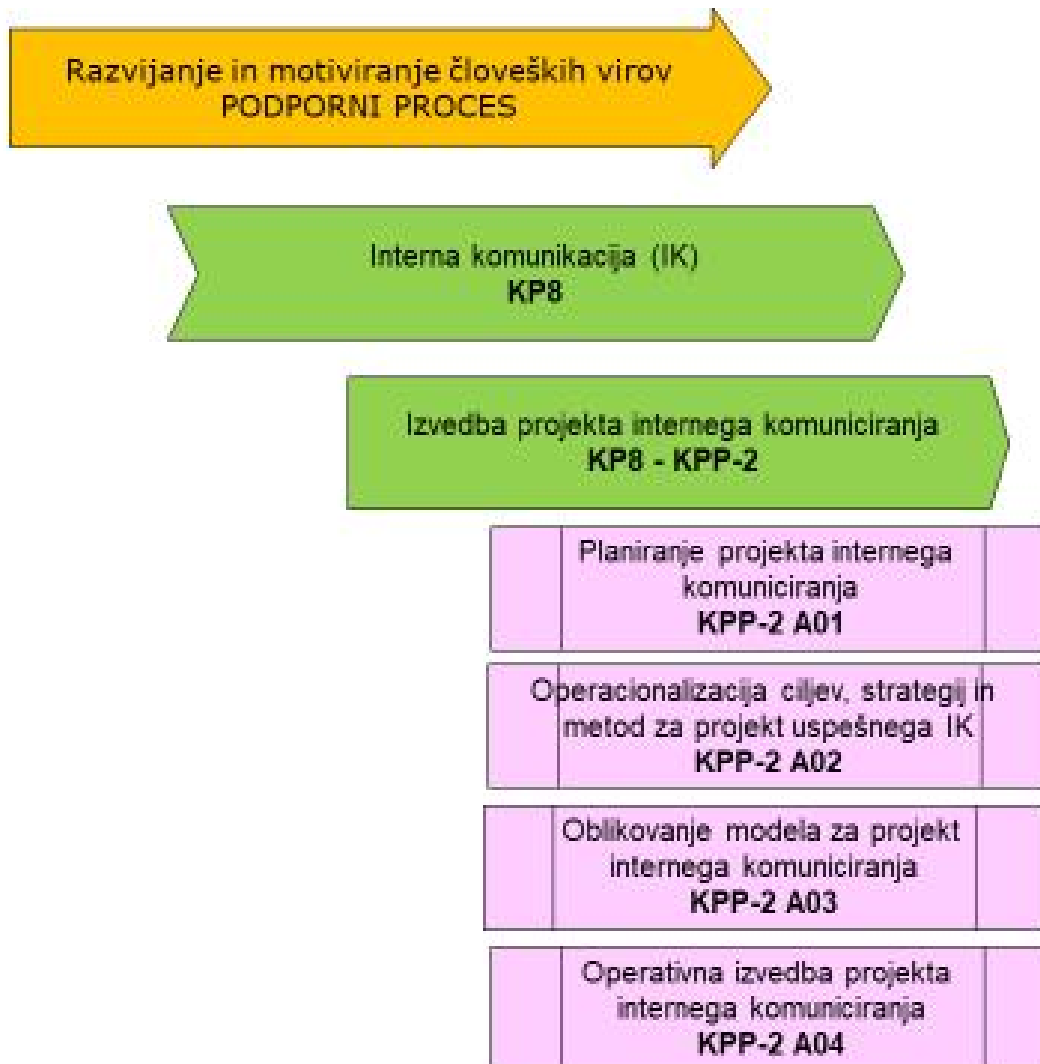 Razvijanje in motiviranje človeških virov
PODPORNI PROCES
Interna komunikacija (IK)
KP8
Izvedba projekta internega komuniciranja
KP8 - KPP-2
Planiranje projekta internega
komuniciranja
KPP-2 A01
Operacionalizacija ciljev, strategij in
metod za projekt uspešnega IK
KPP-2 A02
Oblikovanje modela za projekt
internega komuniciranja
KPP-2 A03
Operativna izvedba projekta
internega komuniciranja
KPP-2 A04